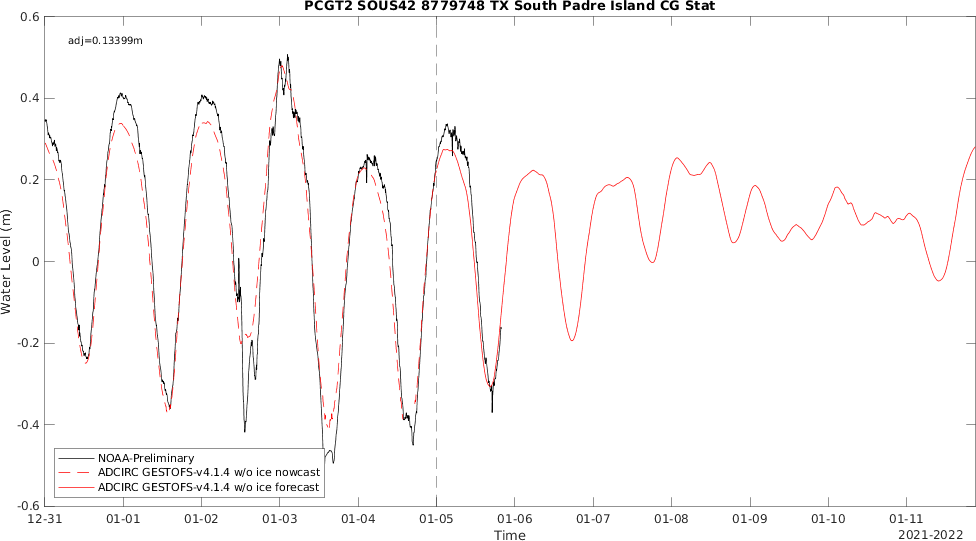 PCGT2 SOUS42 8779748 TX South Padre Island CG Stat
adj=0.13399m
0.6
0.4
0.2
0
-0.2
-0.4
-0.6
Water Level (m)
NOAA-Preliminary
ADCIRC GESTOFS-v4.1.4 w/o ice nowcast
ADCIRC GESTOFS-v4.1.4 w/o ice forecast
12-31 01-01 01-02 01-03 01-04 01-05 01-06 01-07 01-08 01-09 01-10 01-11
Time
2021-2022